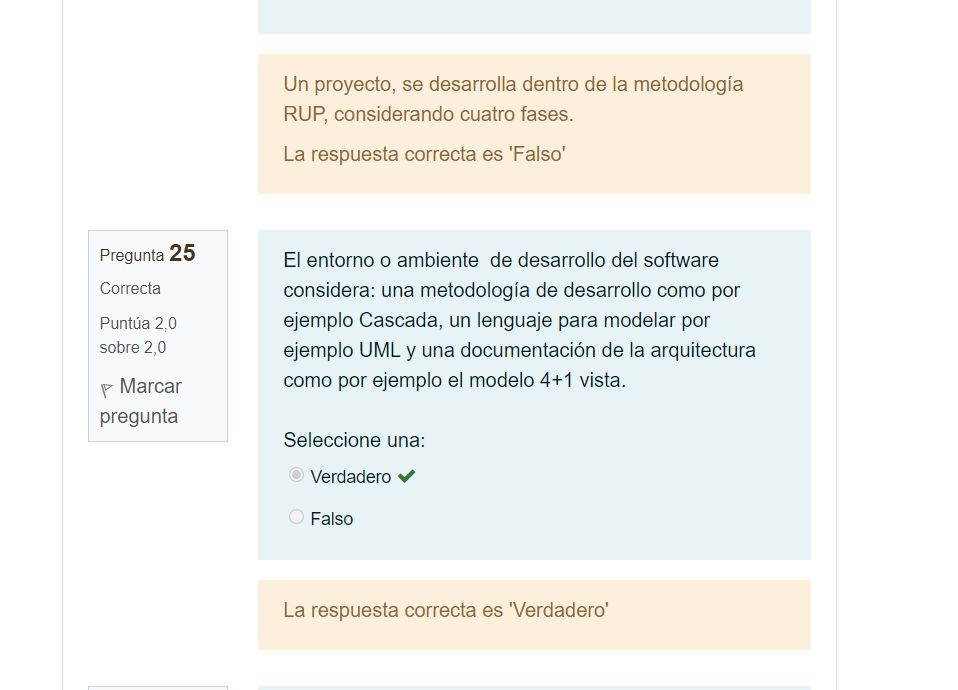 Un proyecto, se desarrolla dentro de la metodología
RUP, considerando cuatro fases.
La respuesta correcta es 'Falso'
Pregunta 25
Correcta
Puntúa 2,0
sobre 2,0
Marcar
pregunta
El entorno o ambiente  de desarrollo del software
considera: una metodología de desarrollo como por
ejemplo Cascada, un lenguaje para modelar por
ejemplo UML y una documentación de la arquitectura
como por ejemplo el modelo 4+1 vista.
Seleccione una:
Verdadero
Falso
La respuesta correcta es 'Verdadero'